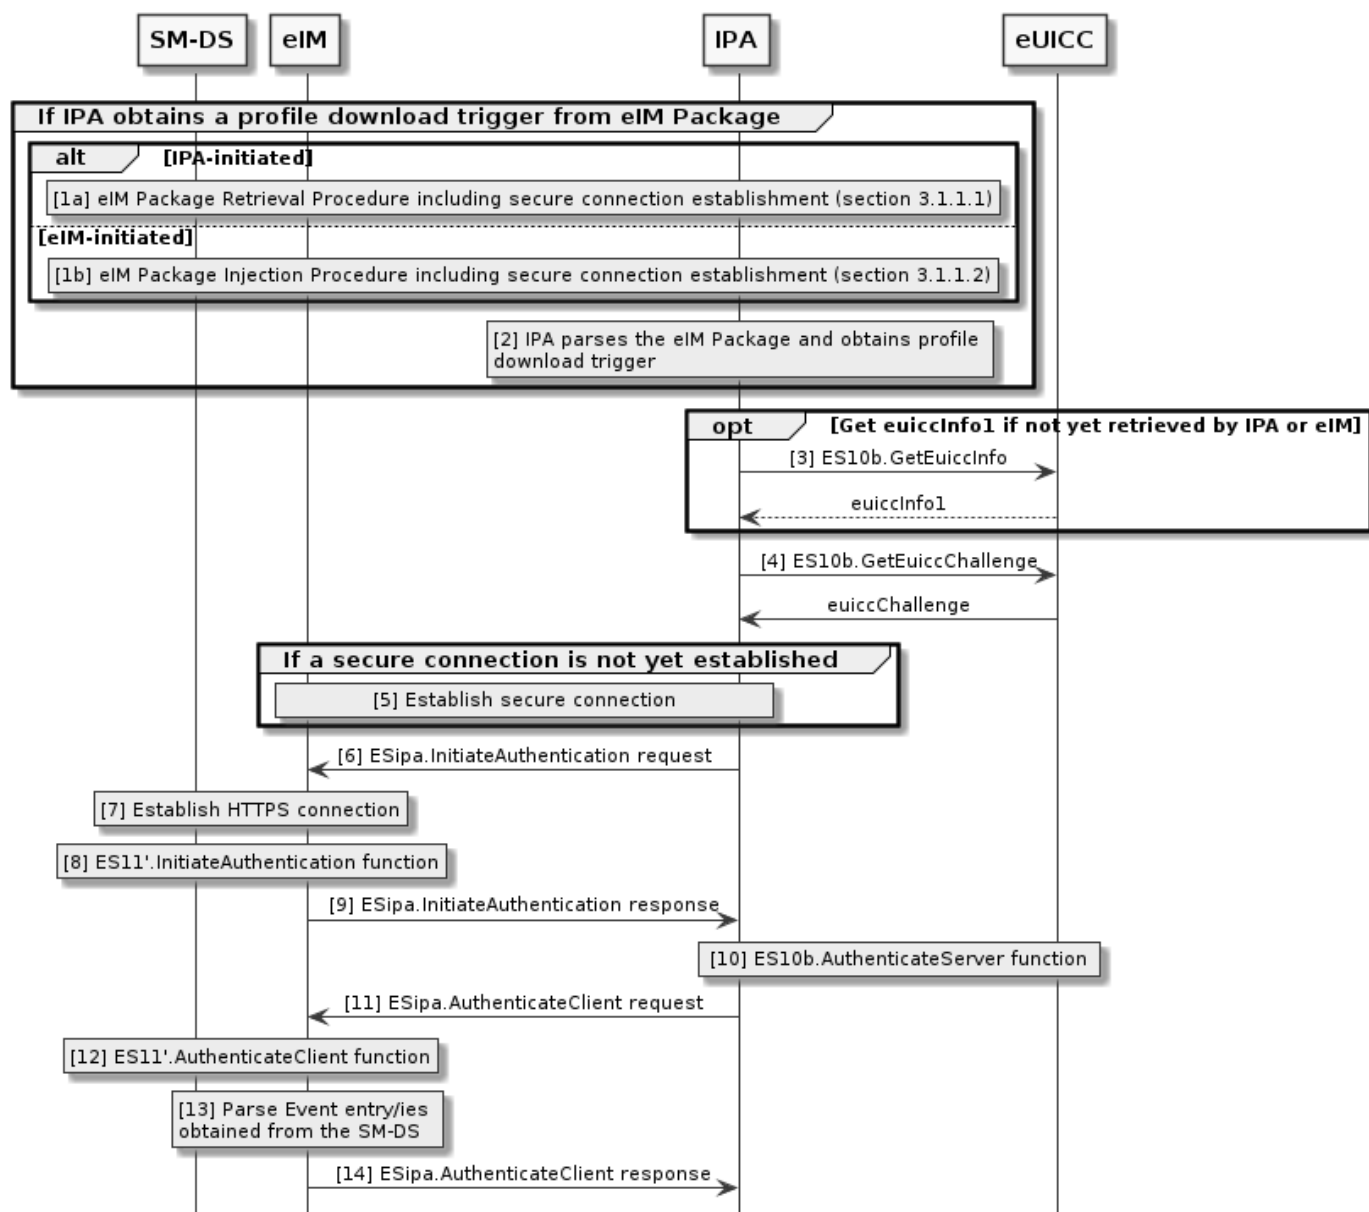 SM-DS eIM IPA eUICC
If IPA obtains a profile download trigger from eIM Package
alt [IPA-initiated]
[1a] eIM Package Retrieval Procedure including secure connection establishment (section 3.1.1.1)
[eIM-initiated]
[1b] eIM Package Injection Procedure including secure connection establishment (section 3.1.1.2)
[2] IPA parses the eIM Package and obtains profile
download trigger
opt [Get euiccInfo1 if not yet retrieved by IPA or eIM]
[3] ES10b.GetEuiccInfo
euiccInfo1
[4] ES10b.GetEuiccChallenge
euiccChallenge
If a secure connection is not yet established
[5] Establish secure connection
[6] ESipa.InitiateAuthentication request
[7] Establish HTTPS connection
[8] ES11'.InitiateAuthentication function
[9] ESipa.InitiateAuthentication response
[10] ES10b.AuthenticateServer function
[11] ESipa.AuthenticateClient request
[12] ES11'.AuthenticateClient function
[13] Parse Event entry/ies
obtained from the SM-DS
[14] ESipa.AuthenticateClient response